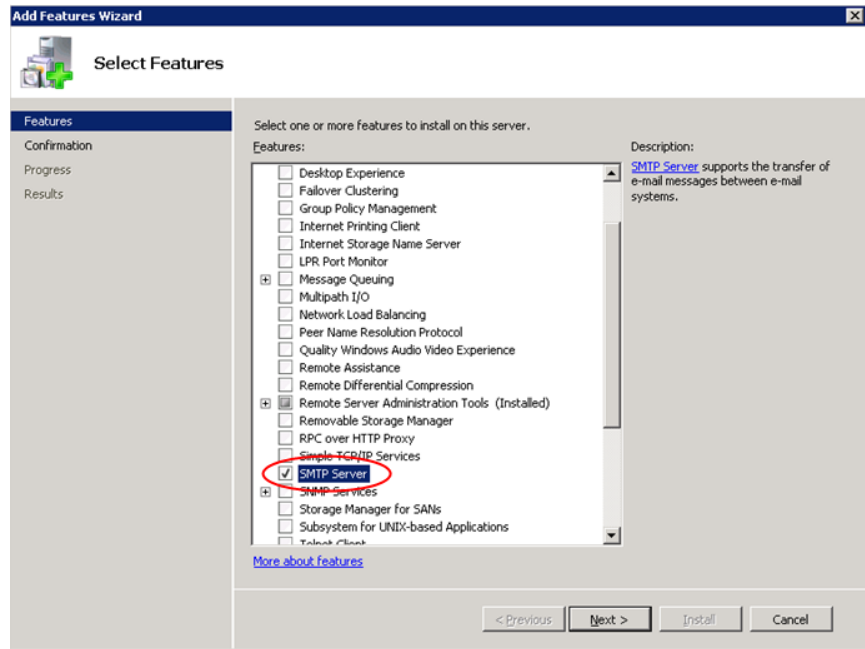 Add Features Wizard
Select Features
Features
Confirmation
Progress
Results
Select one or more features to install on this server.
Features:
Desktop Experience
Failover Clustering
Group Policy Management
Internet Printing Client
Internet Storage Name Server
LPR Port Monitor
Message Queuing
Multipath I/O
Network Load Balancing
Peer Name Resolution Protocol
Quality Windows Audio Video Experience
Remote Assistance
Remote Differential Compression
Remote Server Administration Tools (Installed)
Removable Storage Manager
RPC over HTTP Proxy
Simple TCP/IP Services
SMTP Server
SNMP Services
Storage Manager for SANs
Subsystem for UNIX-based Applications
Telnet Client
More about features
Description:
SMTP Server supports the transfer of
e-mail messages between e-mail
systems.
< Previous
Next >
Install
Cancel